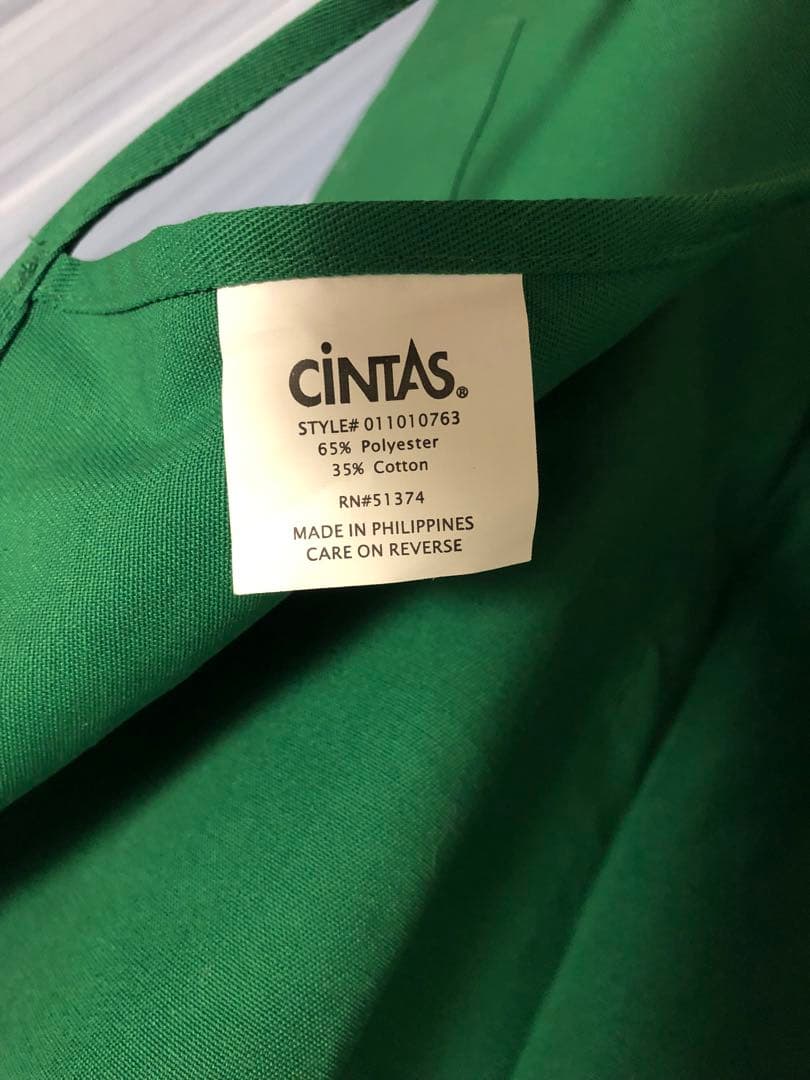 CiNTAS®
STYLE# 011010763
65% Polyester
35% Cotton
RN#51374
MADE IN PHILIPPINES
CARE ON REVERSE